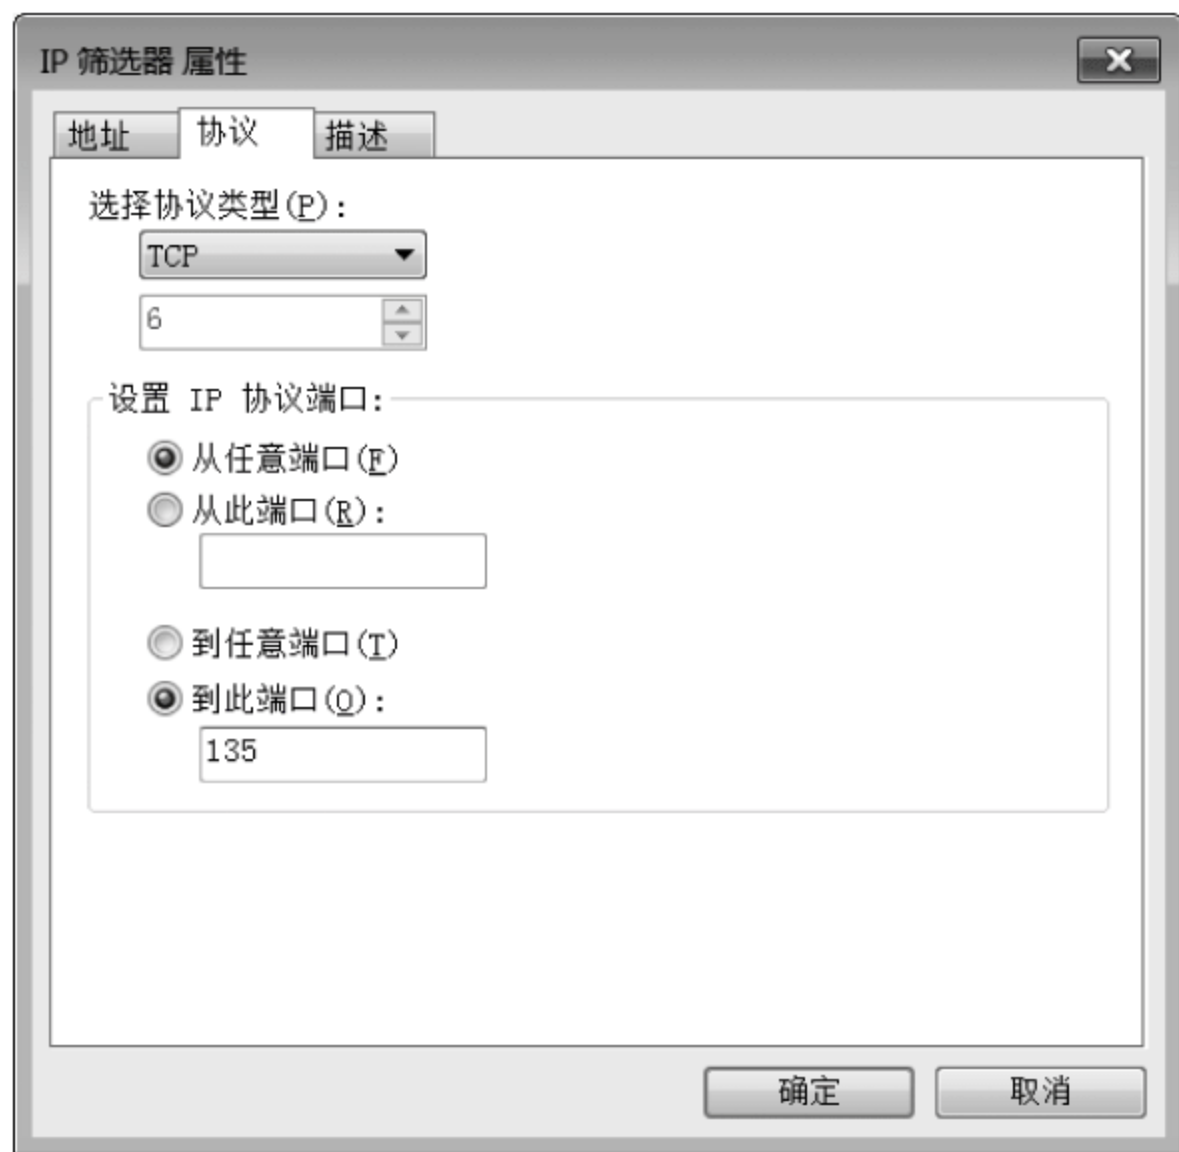 IP 筛选器 属性
地址 协议 描述
选择协议类型(P):
TCP
6
设置 IP 协议端口:
从任意端口(F)
从此端口(R):
到任意端口(T)
到此端口(O):
135
确定 取消